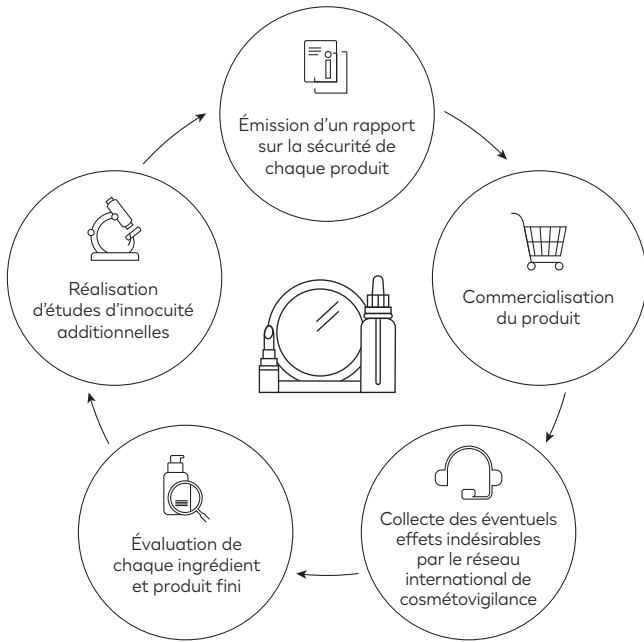 Émission d'un rapport
sur la sécurité de
chaque produit
Commercialisation
du produit
Collecte des éventuels
effets indésirables
par le réseau
international de
cosmétovigilance
Évaluation de
chaque ingrédient
et produit fini
Réalisation
d'études d'innocuité
additionnelles